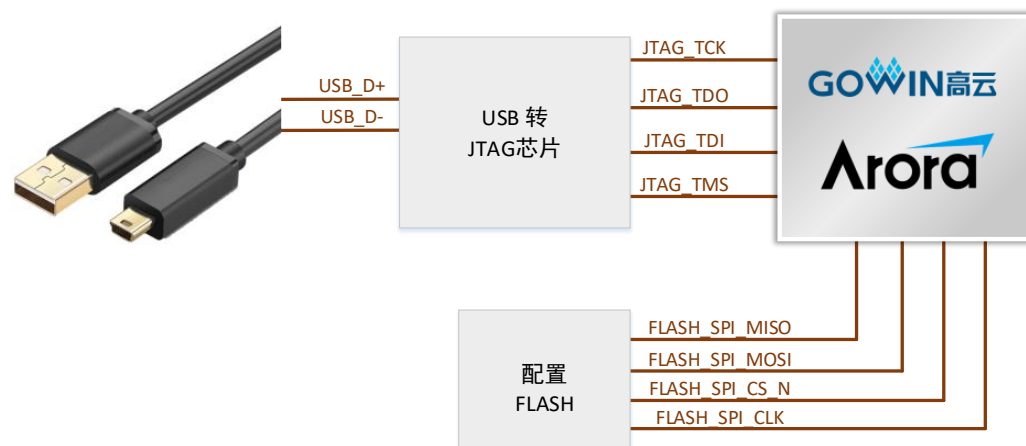 USB_D+
USB_D-
USB 转
JTAG芯片
JTAG_TCK
JTAG_TDO
JTAG_TDI
JTAG_TMS
GOWIN高云
Arora
配置
FLASH
FLASH_SPI_MISO
FLASH_SPI_MOSI
FLASH_SPI_CS_N
FLASH_SPI_CLK